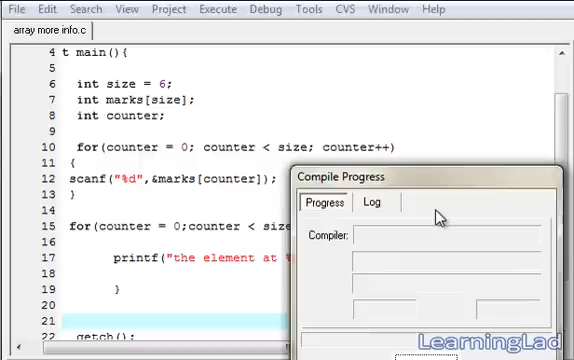 File Edit Search View Project Execute Debug Tools CVS Window Help
array more info.c
4 t main(){
5
6 int size = 6;
7 int marks[size];
8 int counter;
9
10 for(counter = 0; counter < size; counter++)
11 {
12 scanf("%d",&marks[counter]);
13 }
14
15 for(counter = 0;counter < size
16
17 printf("the element at %
18
19 }
20
21
22 getch();
Compile Progress
Progress Log
Compiler:
LearningLad